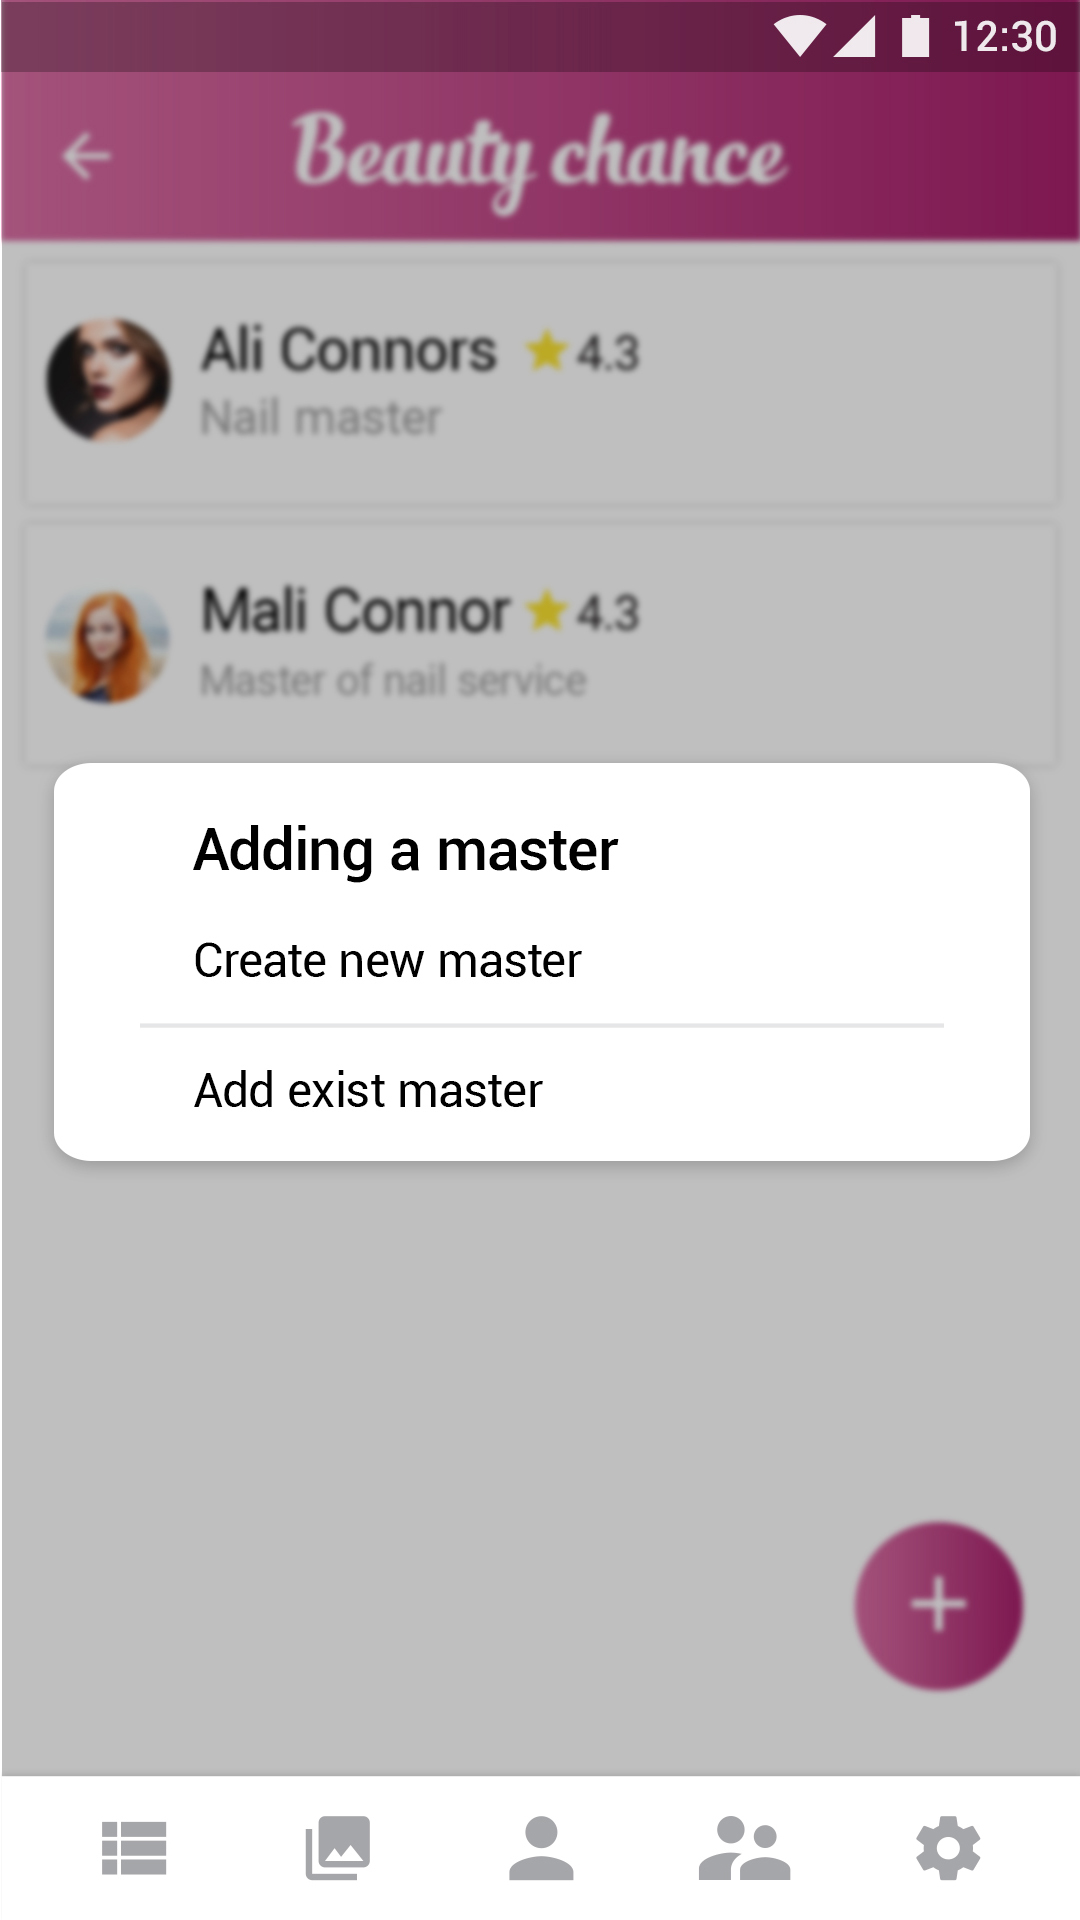 12:30
Beauty chance
Ali Connors 4.3
Nail master
Mali Connor 4.3
Master of nail service
Adding a master
Create new master
Add exist master